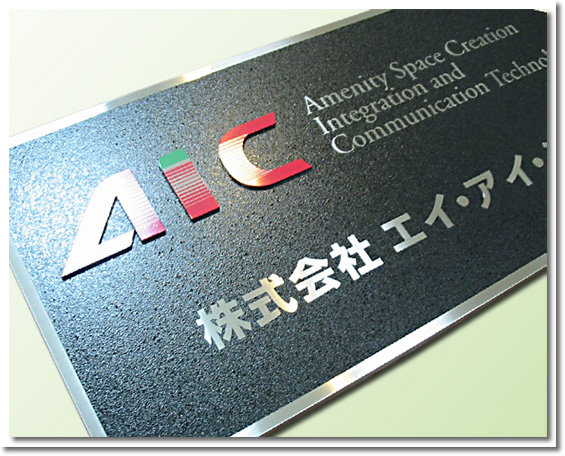 AIC
Amenity Space Creation
Integration and
Communication
株式会社 エイ・アイ・